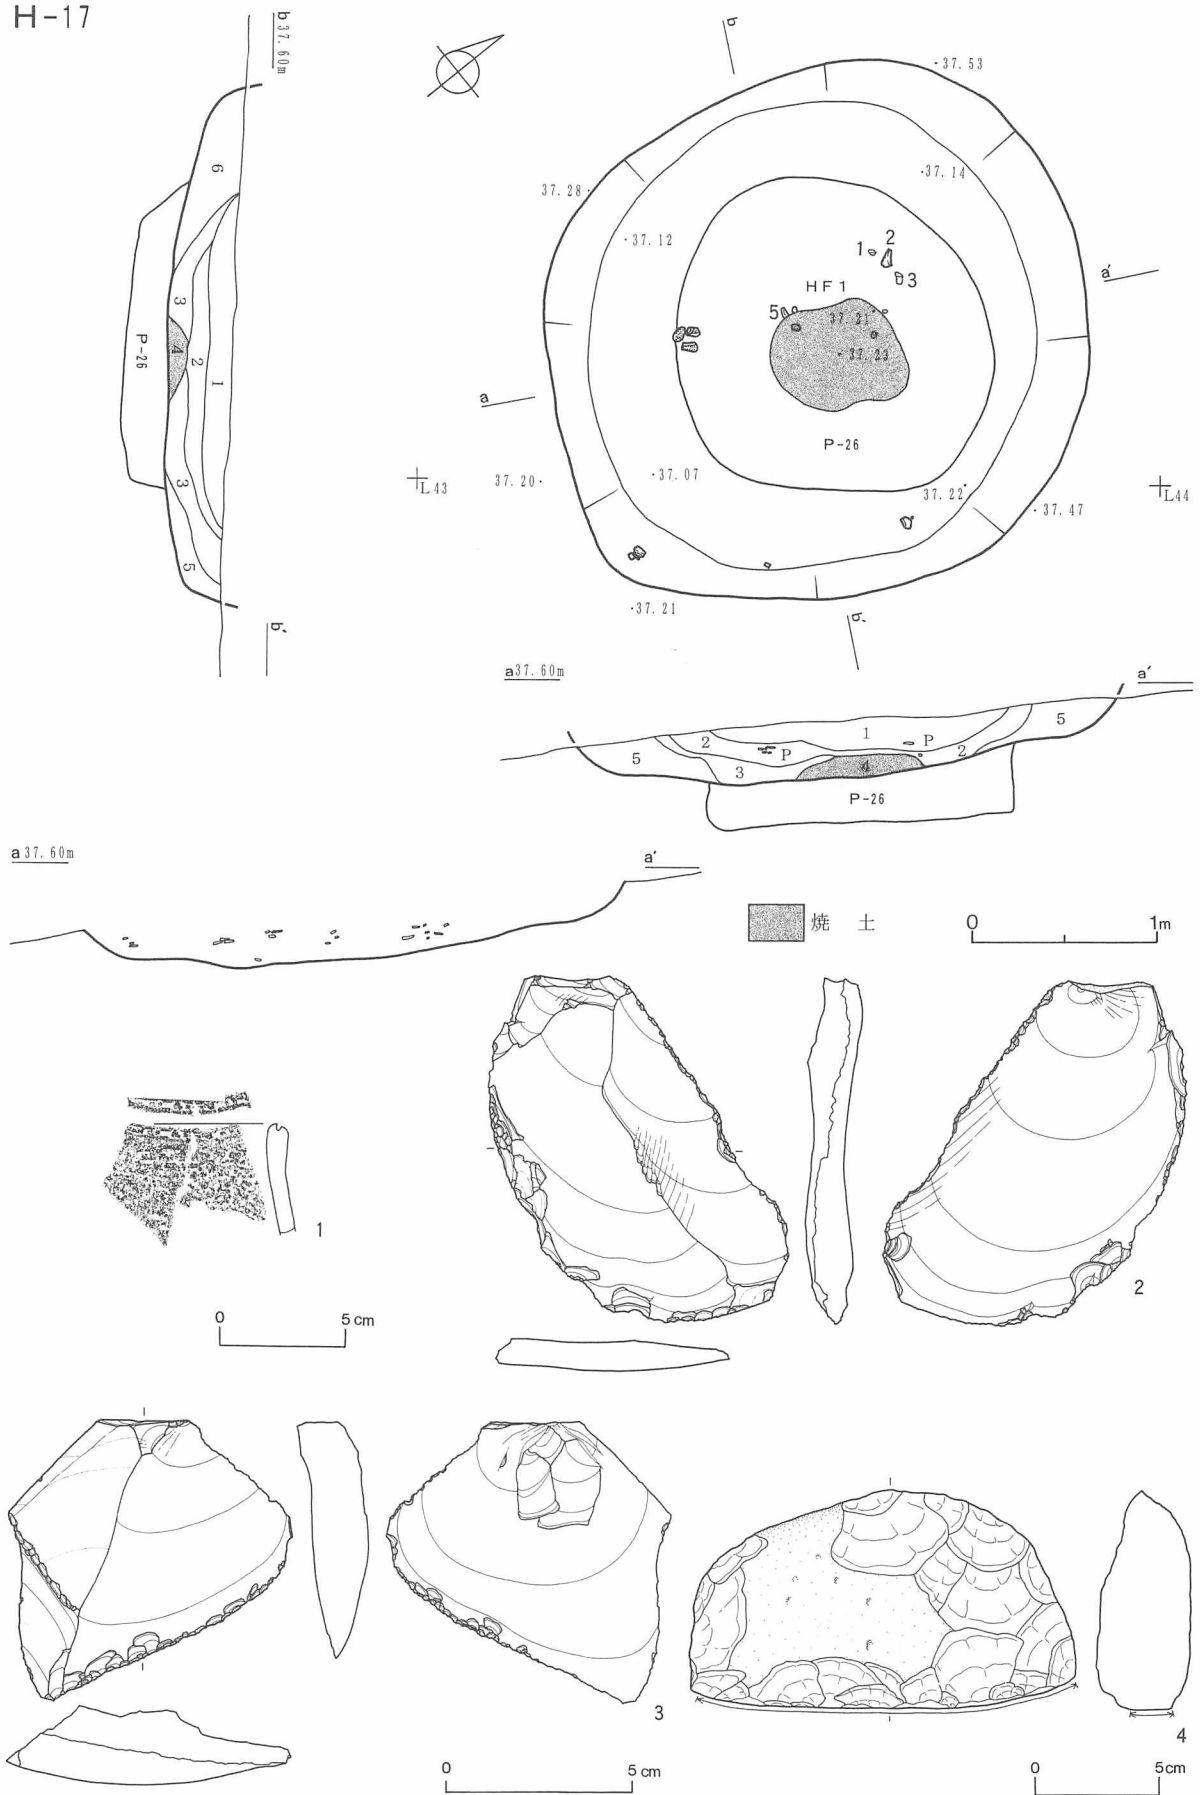 H-17
b 37.60m
6
3
4
2
1
P-26
3
5
b'
b
37.53
37.14
37.28
37.12
1
2
3
a'
HF1
5
37.21
37.23
a
P-26
L43
37.20
37.07
37.22
L44
37.47
37.21
b'
a 37.60m
a'
5
2
P
3
1
4
P
2
5
P-26
a 37.60m
a'
焼 土
0 1m
1
0 5cm
2
3
4
0 5cm
0 5cm